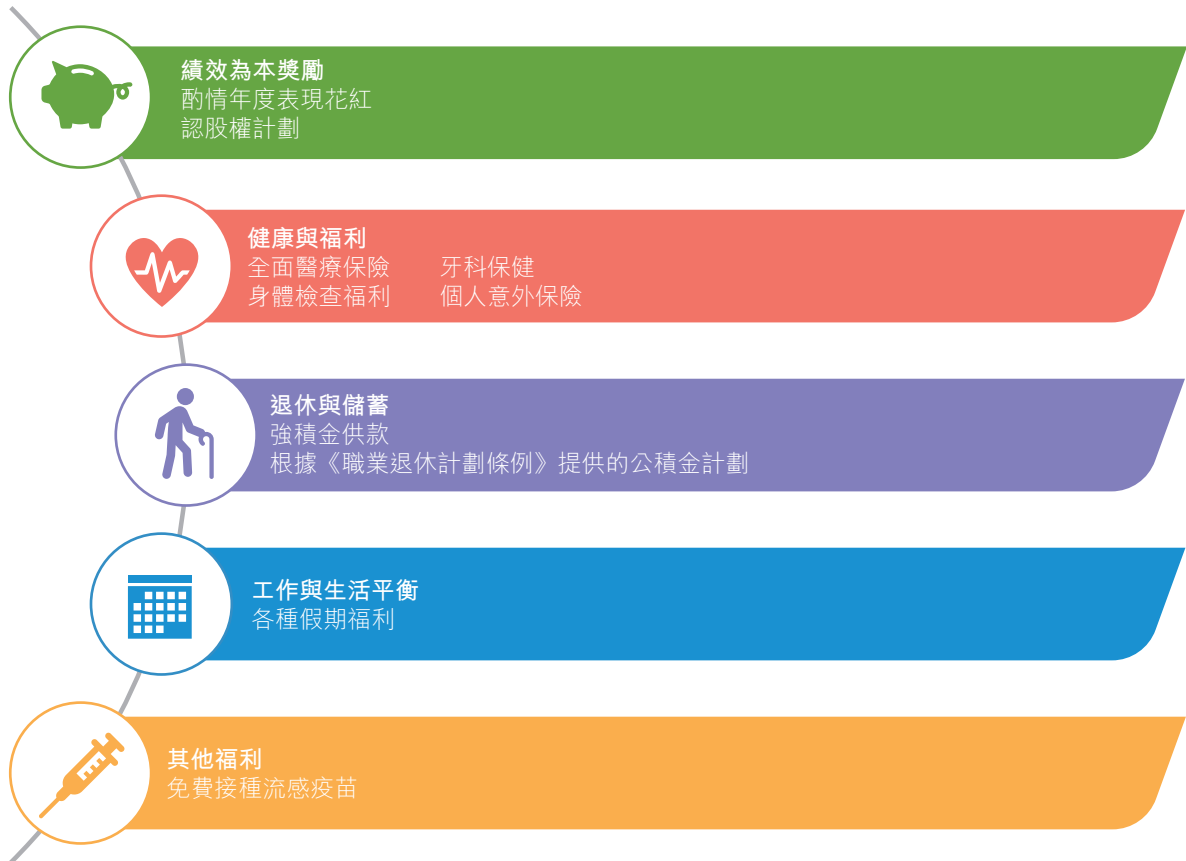 績效為本獎勵
酌情年度表現花紅
認股權計劃
健康與福利
全面醫療保險 牙科保健
身體檢查福利 個人意外保險
退休與儲蓄
強積金供款
根據《職業退休計劃條例》提供的公積金計劃
工作與生活平衡
各種假期福利
其他福利
免費接種流感疫苗